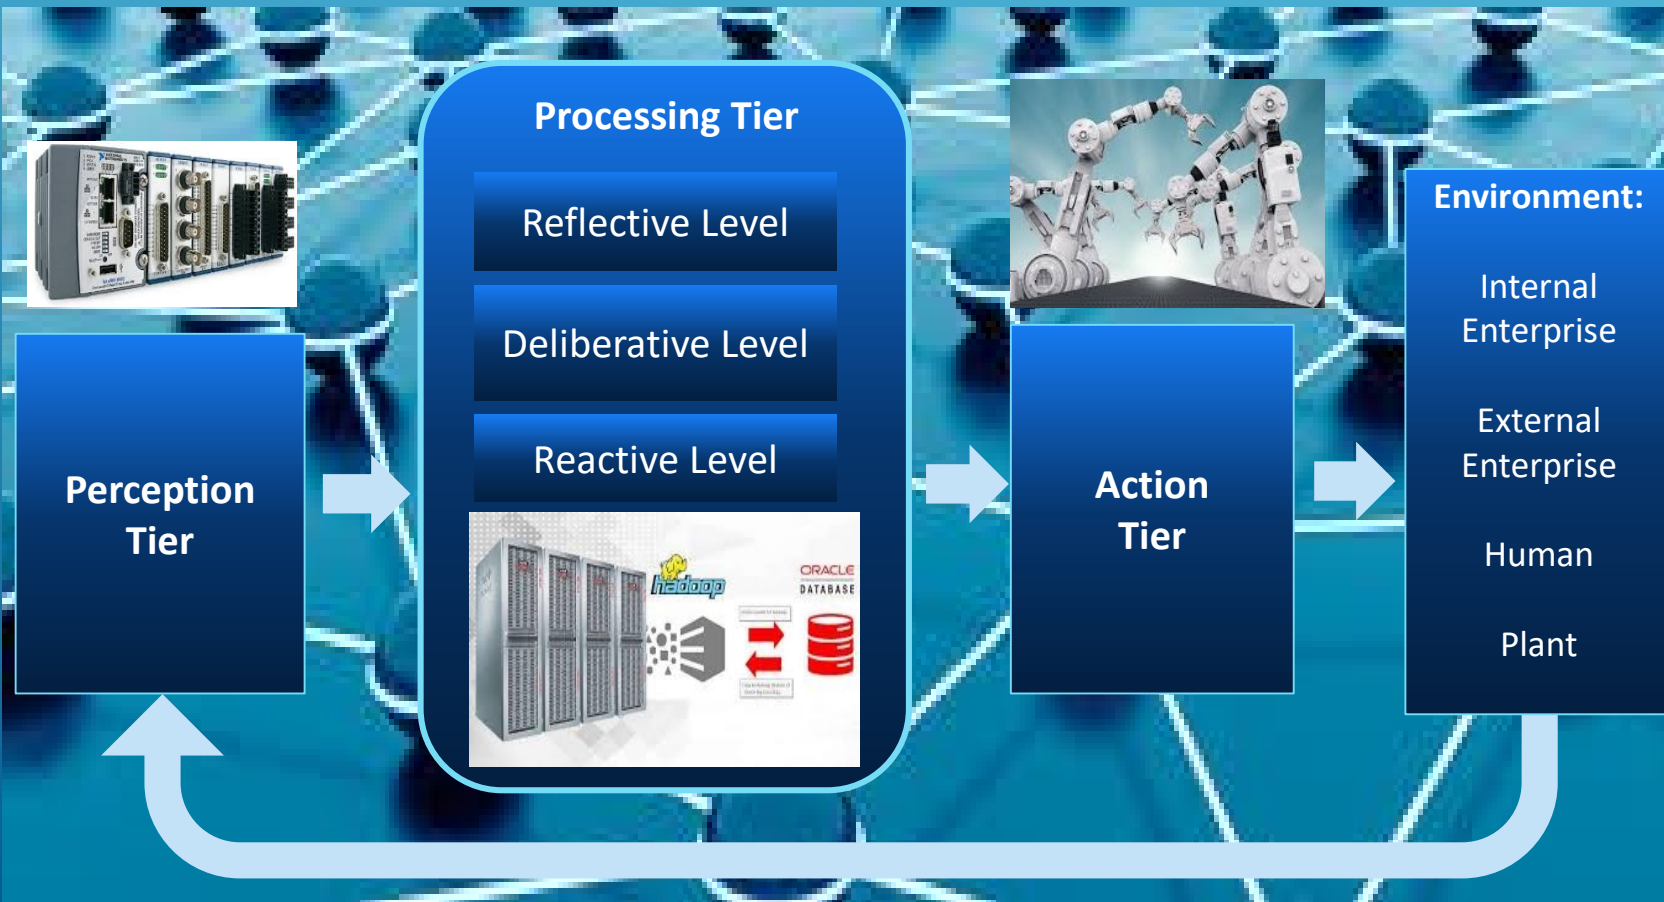 Perception
Tier
Processing Tier
Reflective Level
Deliberative Level
Reactive Level
hadoop
ORACLE
DATABASE
Action
Tier
Environment:
Internal
Enterprise
External
Enterprise
Human
Plant